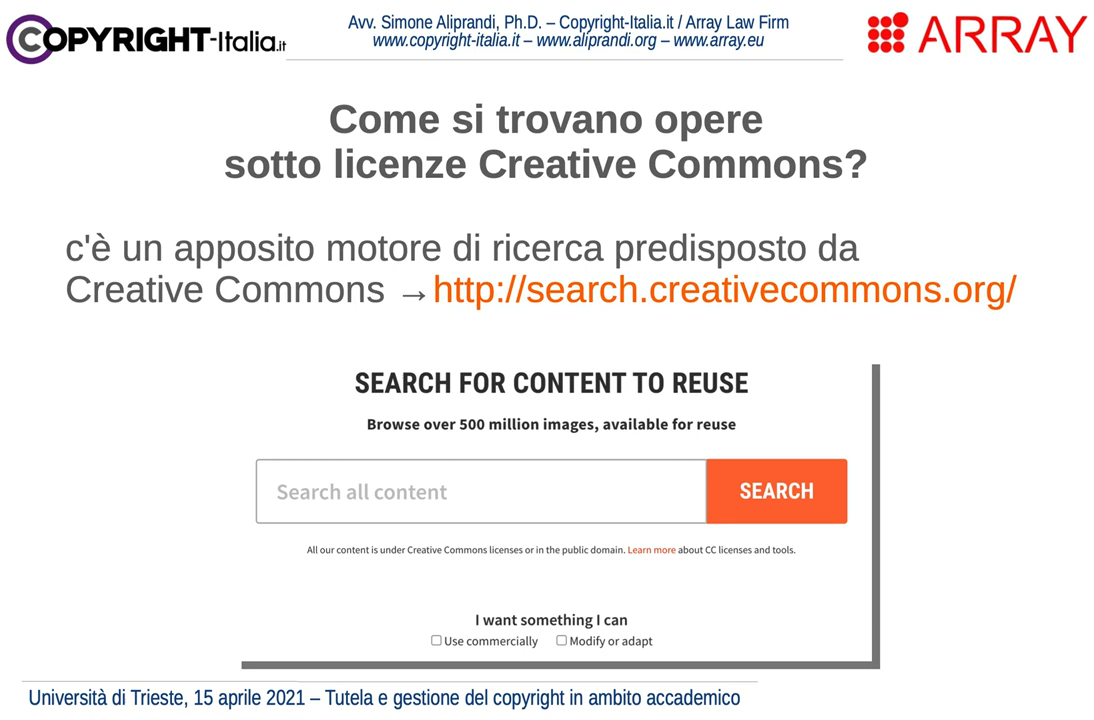 COPYRIGHT-Italia.it
Avv. Simone Aliprandi, Ph.D. – Copyright-Italia.it / Array Law Firm
www.copyright-italia.it – www.aliprandi.org – www.array.eu
ARRAY
Come si trovano opere
sotto licenze Creative Commons?
c'è un apposito motore di ricerca predisposto da
Creative Commons →http://search.creativecommons.org/
SEARCH FOR CONTENT TO REUSE
Browse over 500 million images, available for reuse
Search all content
SEARCH
All our content is under Creative Commons licenses or in the public domain. Learn more about CC licenses and tools.
I want something I can
Use commercially
Modify or adapt
Università di Trieste, 15 aprile 2021 – Tutela e gestione del copyright in ambito accademico